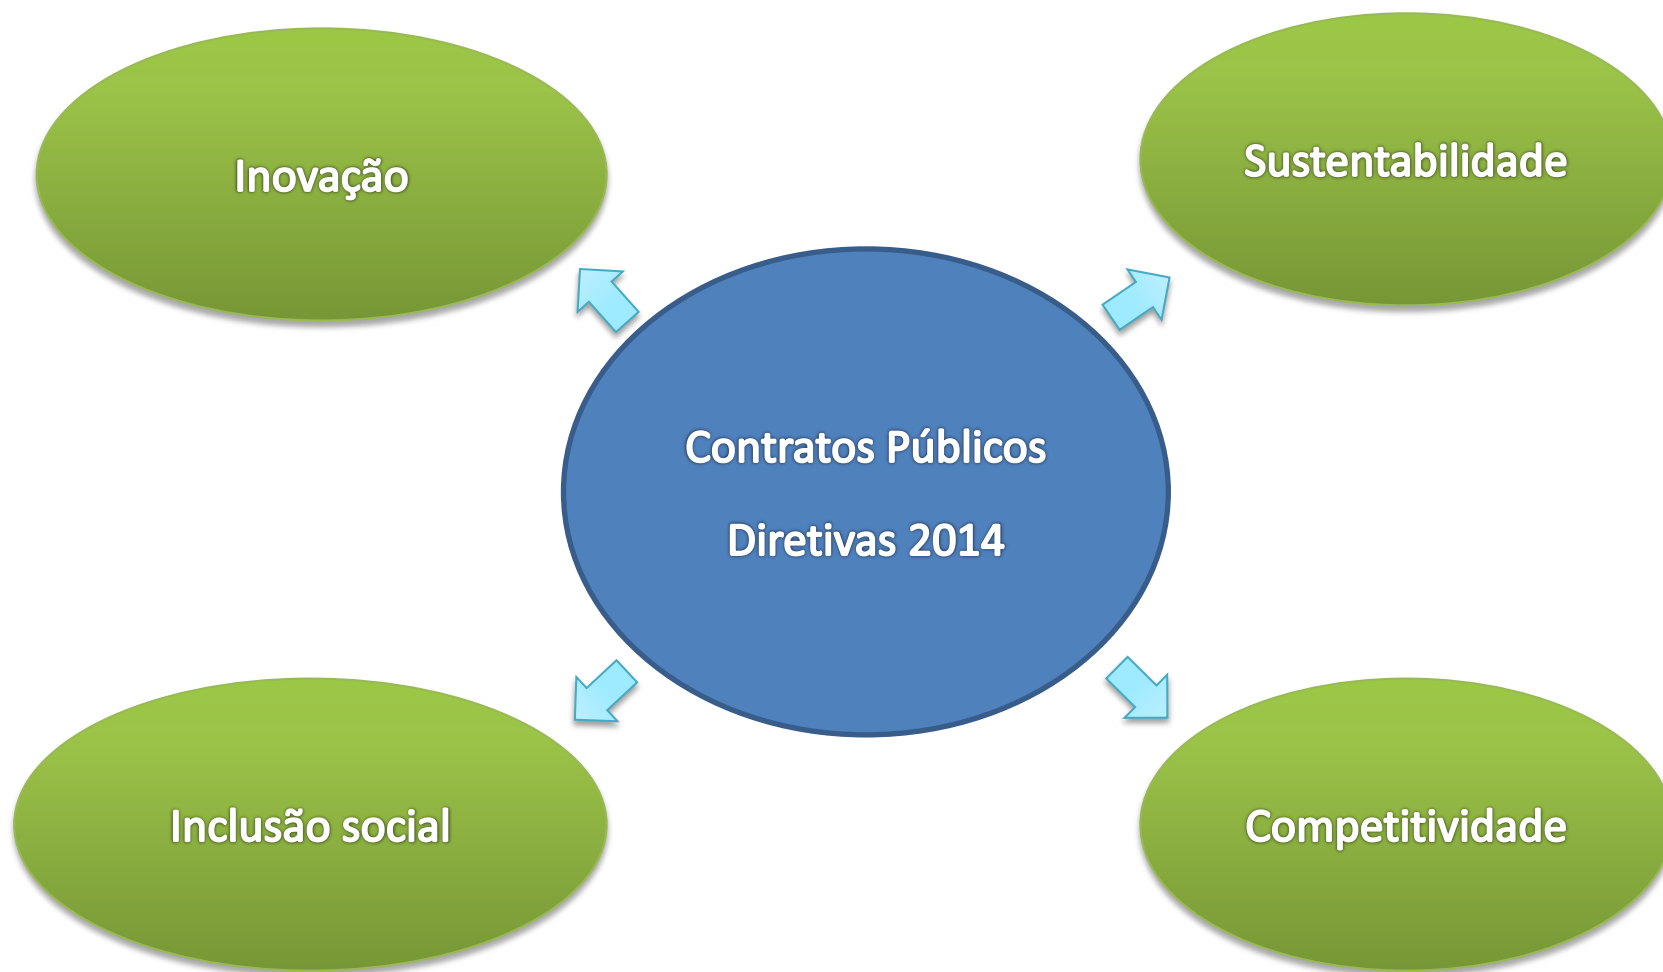 Inovação
Sustentabilidade
Contratos Públicos
Diretivas 2014
Inclusão social
Competitividade